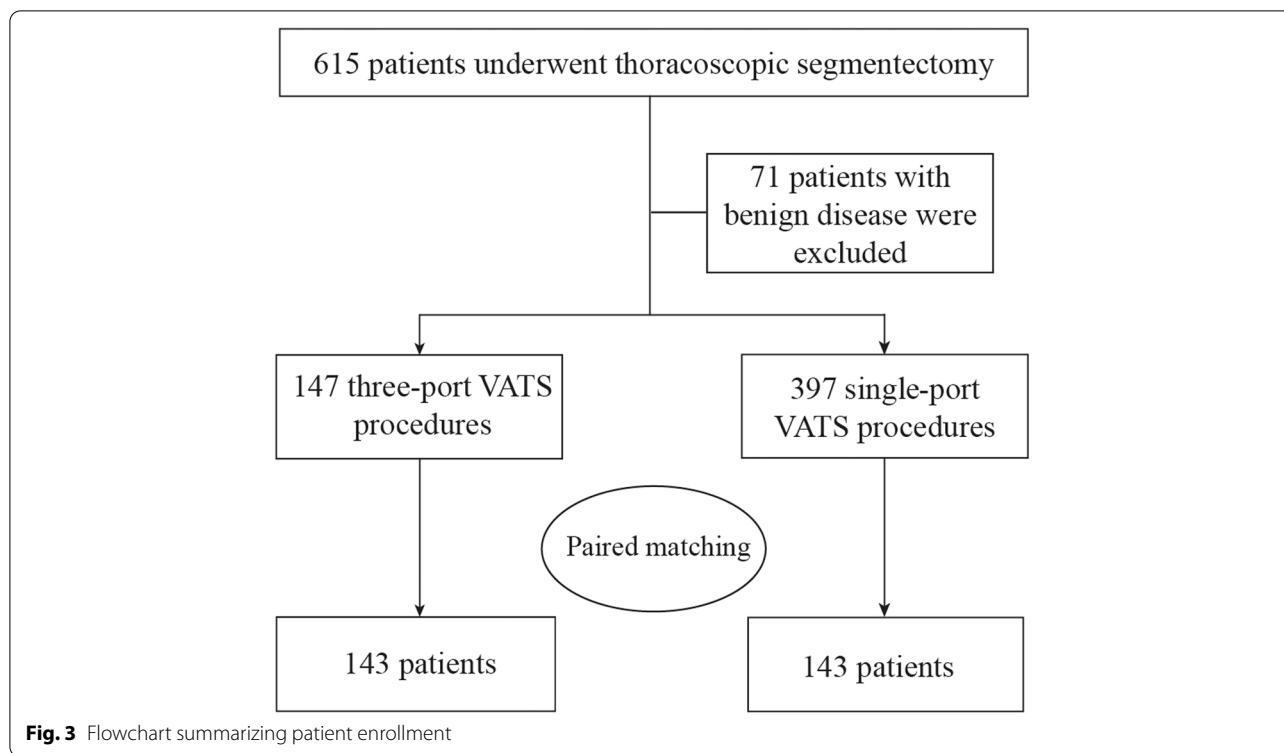 615 patients underwent thoracoscopic segmentectomy
71 patients with
benign disease were
excluded
147 three-port VATS
procedures
397 single-port
VATS procedures
Paired matching
143 patients
143 patients
Fig. 3 Flowchart summarizing patient enrollment